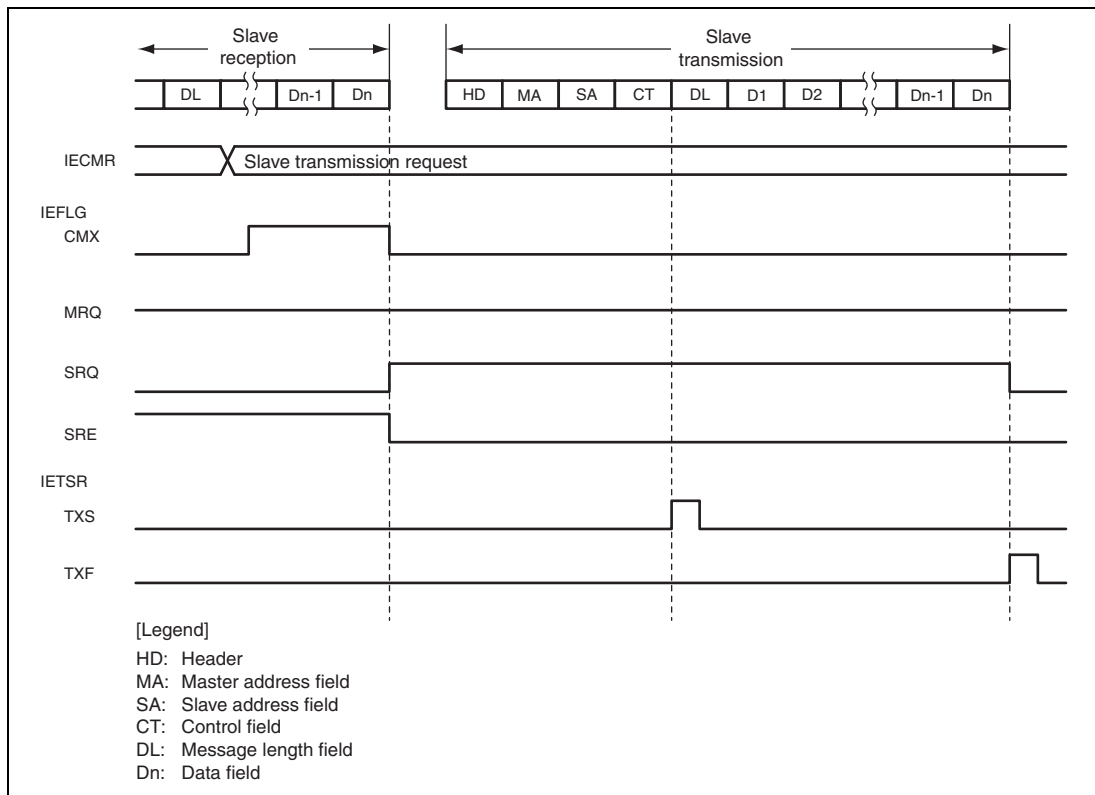 Slave
reception
Slave
transmission
DL Dn-1 Dn HD MA SA CT DL D1 D2 Dn-1 Dn
IECMR Slave transmission request
IEFLG
CMX
MRQ
SRQ
SRE
IETSR
TXS
TXF
[Legend]
HD: Header
MA: Master address field
SA: Slave address field
CT: Control field
DL: Message length field
Dn: Data field